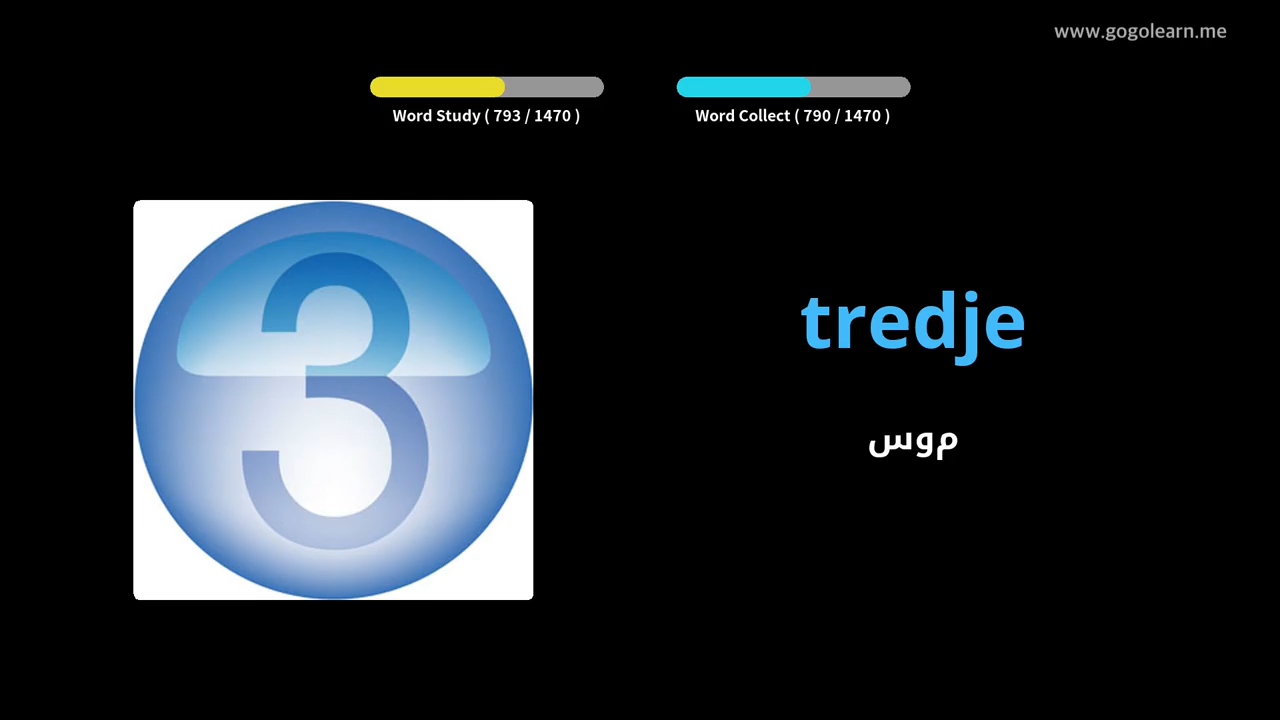 www.gogolearn.me
Word Study ( 793 / 1470 )
Word Collect ( 790 / 1470 )
3
tredje
موس